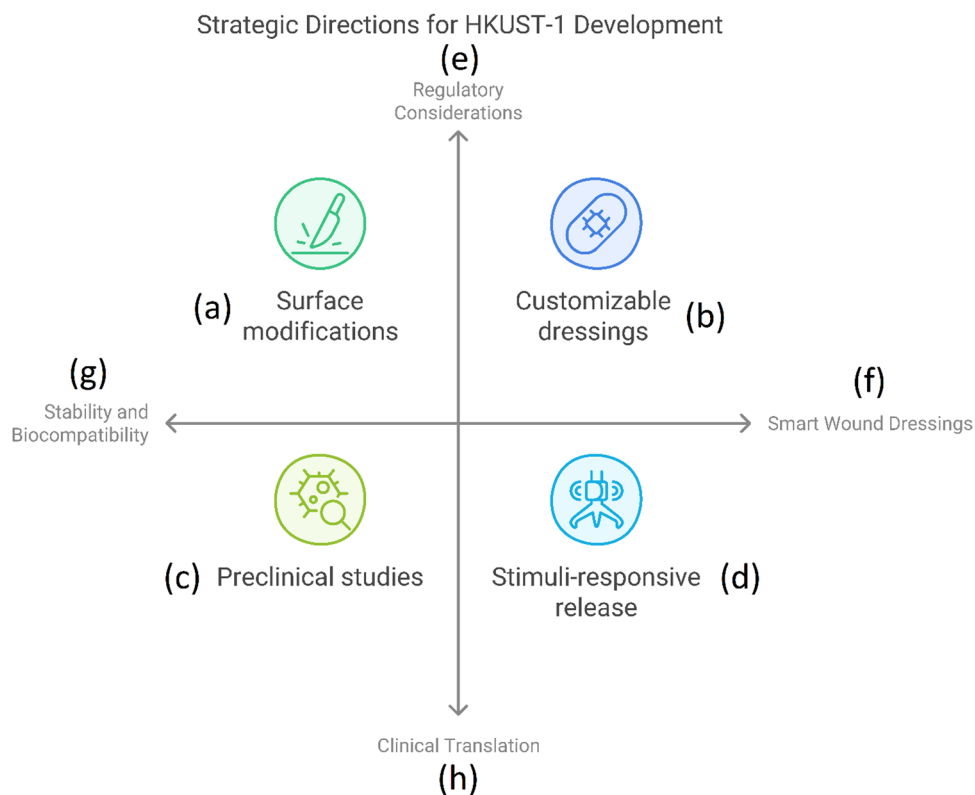 Strategic Directions for HKUST-1 Development
(e)
Regulatory
Considerations
(a)
Surface
modifications
Customizable
dressings
(b)
(g)
Stability and
Biocompatibility
(f)
Smart Wound Dressings
(c)
Preclinical studies
Stimuli-responsive
release
(d)
Clinical Translation
(h)